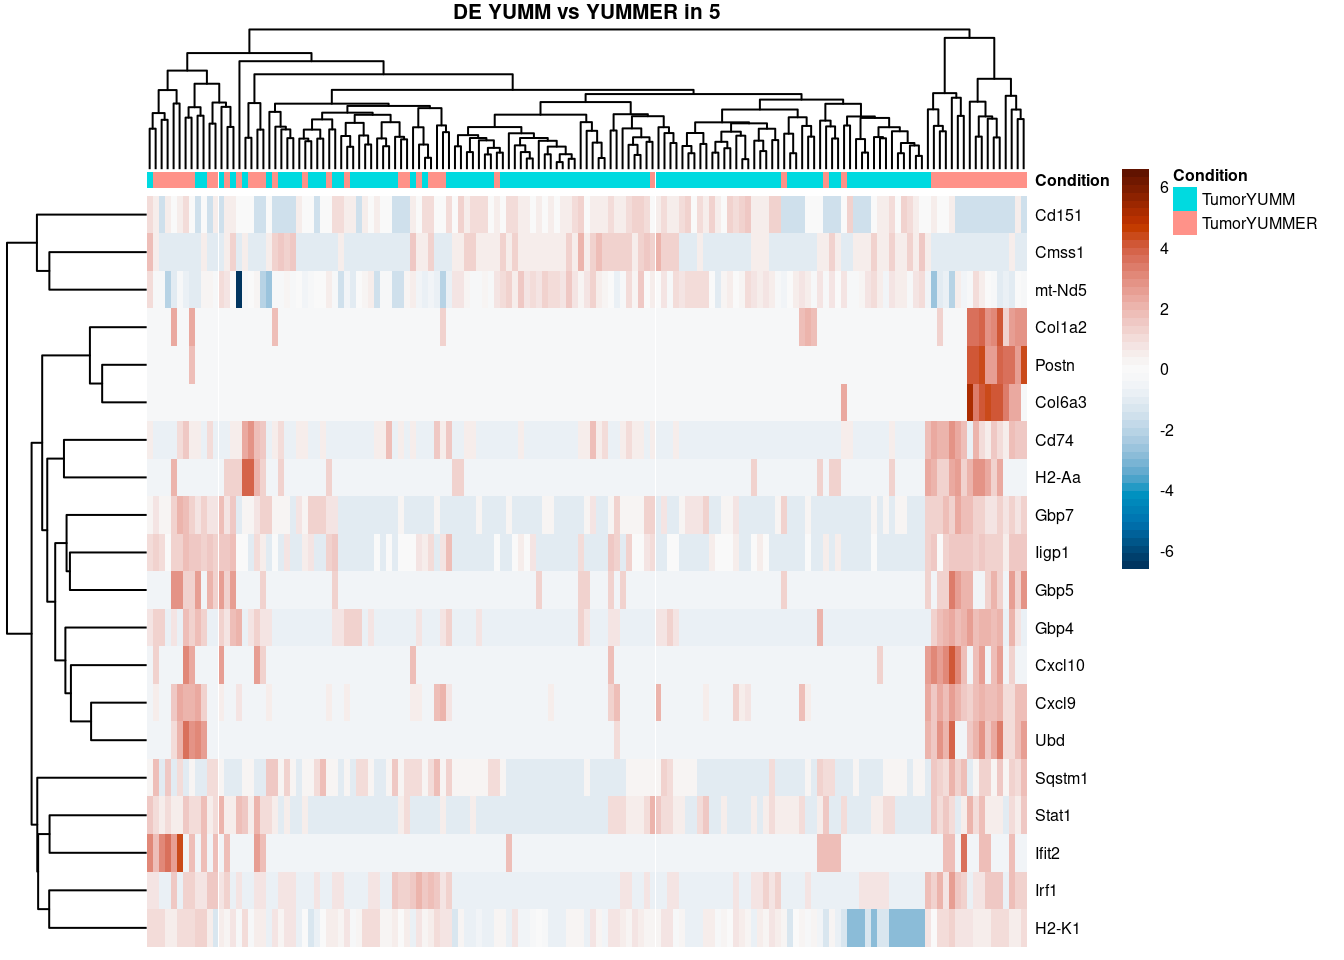 DE YUMM vs YUMMER in 5
Condition
Cd151
Cmss1
mt-Nd5
Col1a2
Postn
Col6a3
Cd74
H2-Aa
Gbp7
Iigp1
Gbp5
Gbp4
Cxcl10
Cxcl9
Ubd
Sqstm1
Stat1
Ifit2
Irf1
H2-K1
6
4
2
0
-2
-4
-6
Condition
TumorYUMM
TumorYUMMER